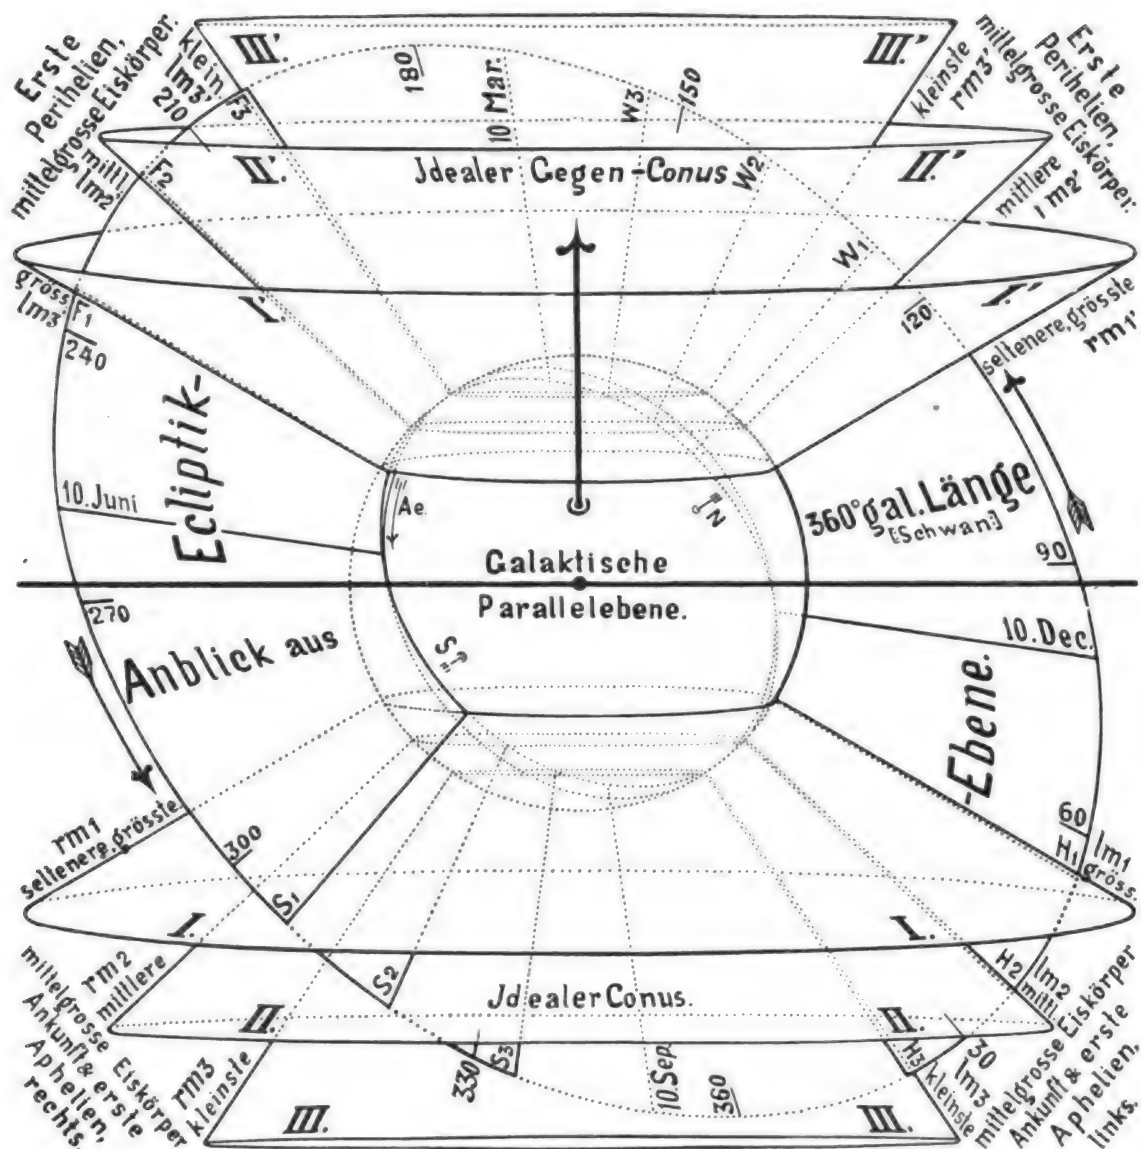 Erste
Perihelien,
mittelgrosse Eiskörper.
klein.
lm3'
210
F3
III.'
180
10 Mar.
W3
150
III.'
kleinste
rm3'
Erste
Perihelien,
mittelgrosse Eiskörper.
mittl.
lm2'
F2
II.'
Jdealer Gegen-Conus
W2
II.'
mittlere
rm2'
gröss.
lm3'
F1
240
I.'
W1
120
I.'
seltenere, grösste
rm1'
Ecliptik-
10. Juni
Ae.
N
360° gal. Länge
[Schwan:]
90
Galaktische
Parallelebene.
270
Anblick aus
S
10. Dec.
-Ebene.
rm1
seltenere, grösste
300
S1
60
H1
lm1
gröss.
I.
I.
rm2
mittlere
S2
Jdealer Conus.
H2
lm2
mittl.
mittelgrosse Eiskörper
Ankunft & erste
Aphelien,
rechts
II.
II.
rm3
kleinste
330
S3
10. Sep.
360
H3
30
lm3
kleinste
mittelgrosse Eiskörper
Ankunft & erste
Aphelien,
links.
III.
III.